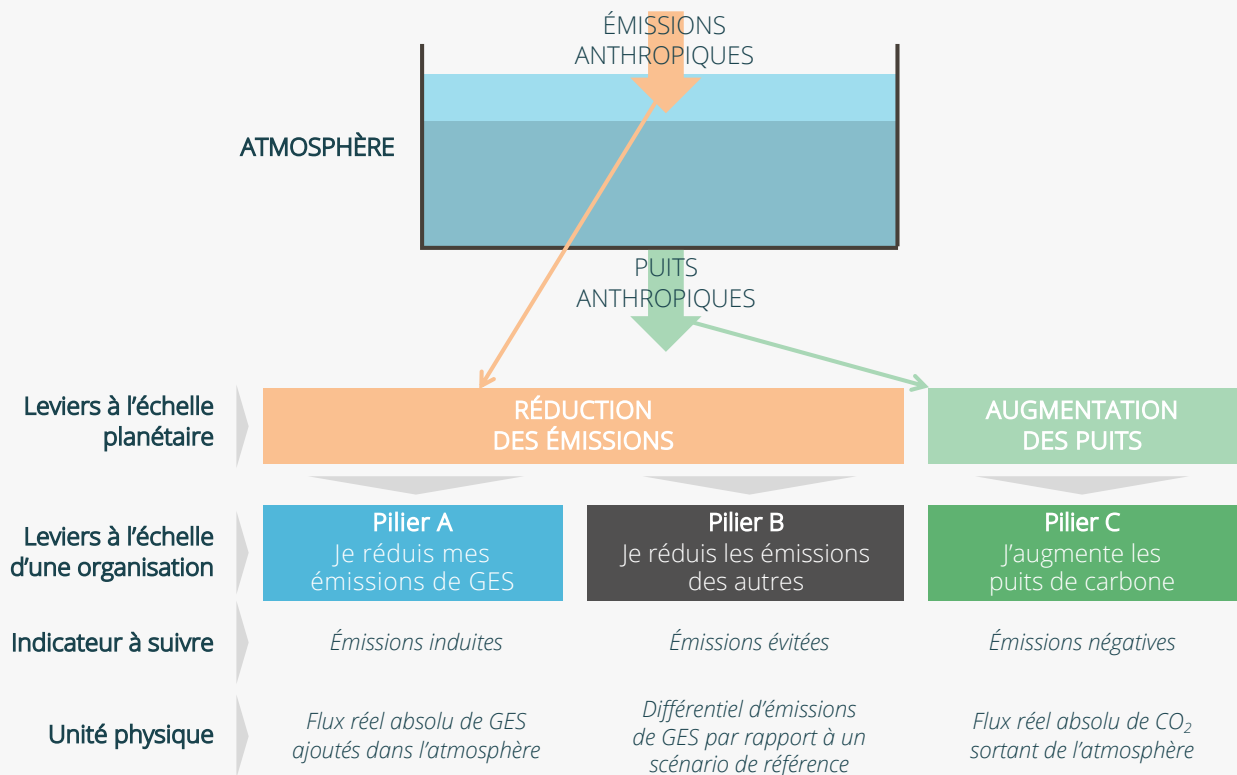 ÉMISSIONS
ANTHROPIQUES
ATMOSPHÈRE
PUITS
ANTHROPIQUES
Leviers à l’échelle
planétaire
RÉDUCTION
DES ÉMISSIONS
AUGMENTATION
DES PUITS
Leviers à l’échelle
d’une organisation
Pilier A
Je réduis mes
émissions de GES
Pilier B
Je réduis les émissions
des autres
Pilier C
J’augmente les
puits de carbone
Indicateur à suivre
Émissions induites
Émissions évitées
Émissions négatives
Unité physique
Flux réel absolu de GES
ajoutés dans l’atmosphère
Différentiel d’émissions
de GES par rapport à un
scénario de référence
Flux réel absolu de CO₂
sortant de l’atmosphère